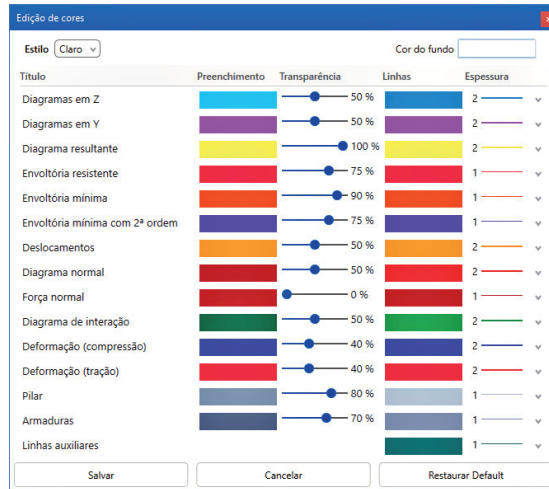 Edição de cores
Estilo Claro Cor do fundo
Título Preenchimento Transparência Linhas Espessura
Diagramas em Z 50 % 2
Diagramas em Y 50 % 2
Diagrama resultante 100 % 2
Envoltória resistente 75 % 1
Envoltória mínima 90 % 1
Envoltória mínima com 2ª ordem 75 % 1
Deslocamentos 50 % 2
Diagrama normal 50 % 2
Força normal 0 % 1
Diagrama de interação 50 % 2
Deformação (compressão) 40 % 2
Deformação (tração) 40 % 2
Pilar 80 % 1
Armaduras 70 % 1
Linhas auxiliares 1
Salvar Cancelar Restaurar Default